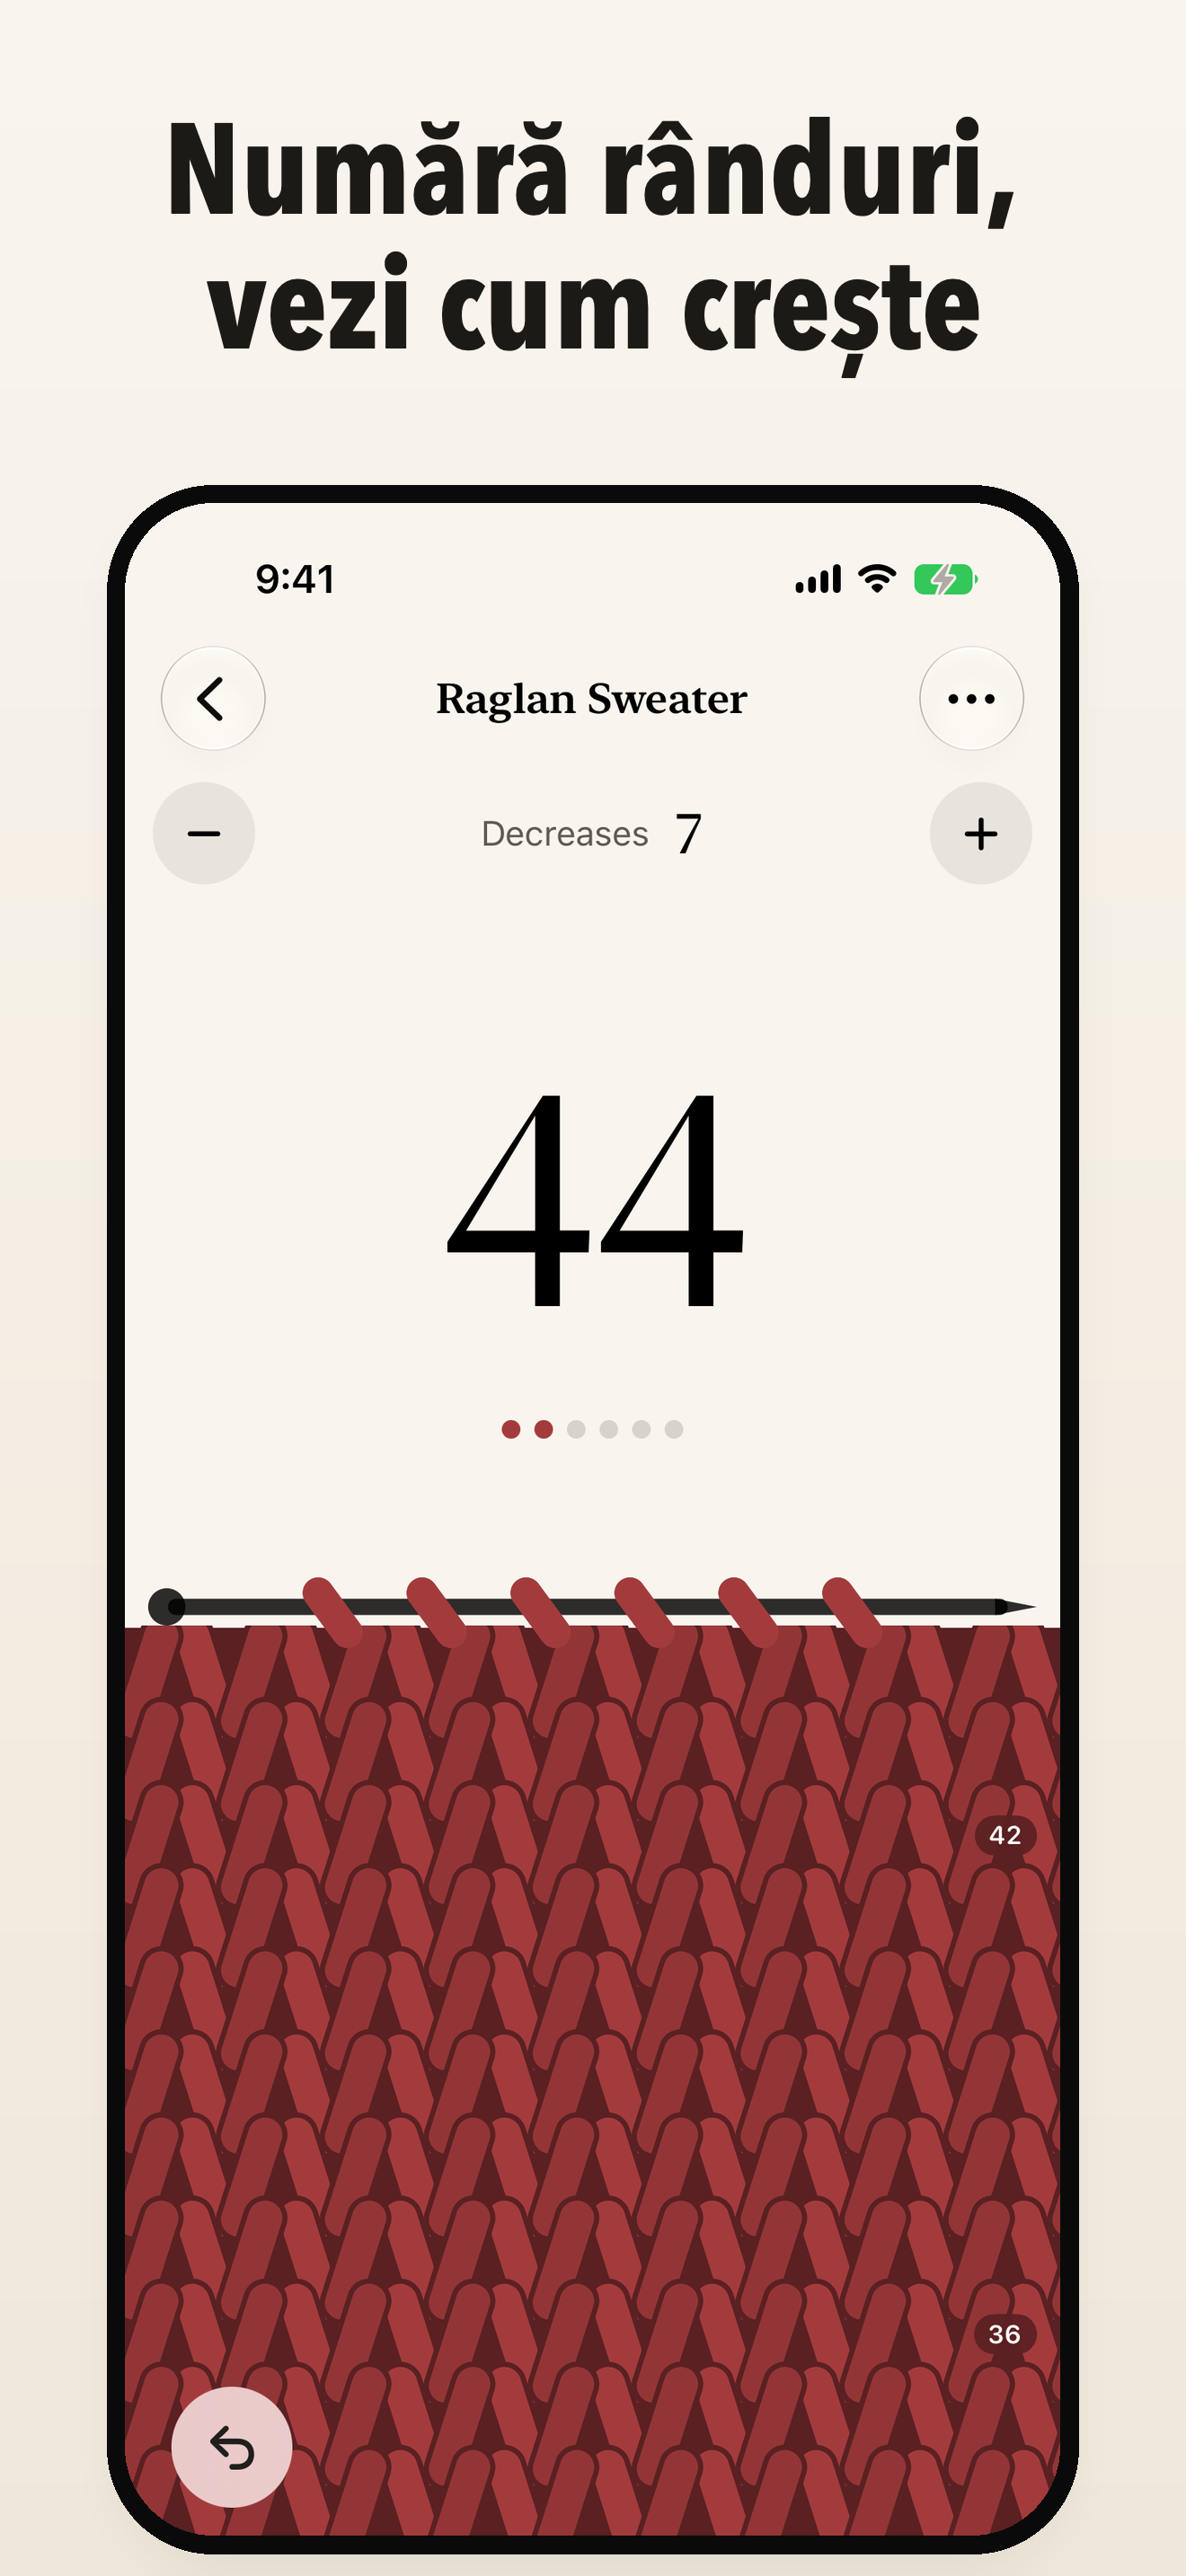 Numără rânduri,
vezi cum crește
9:41
Raglan Sweater
Decreases 7
44
42
36